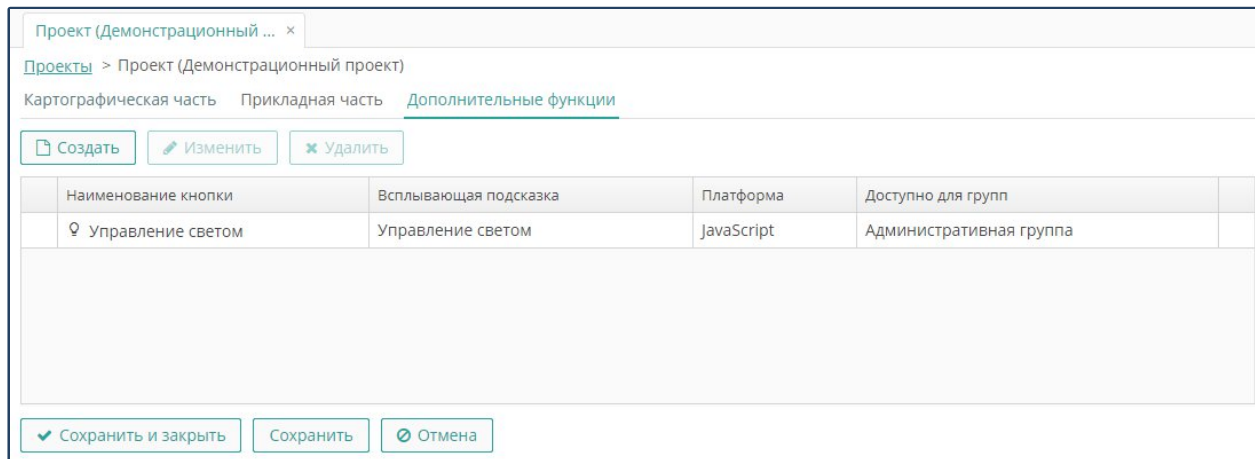 Проект (Демонстрационный ... ×
Проекты > Проект (Демонстрационный проект)
Картографическая часть Прикладная часть Дополнительные функции
Создать Изменить Удалить
Наименование кнопки Всплывающая подсказка Платформа Доступно для групп
Управление светом Управление светом JavaScript Административная группа
Сохранить и закрыть Сохранить Отмена